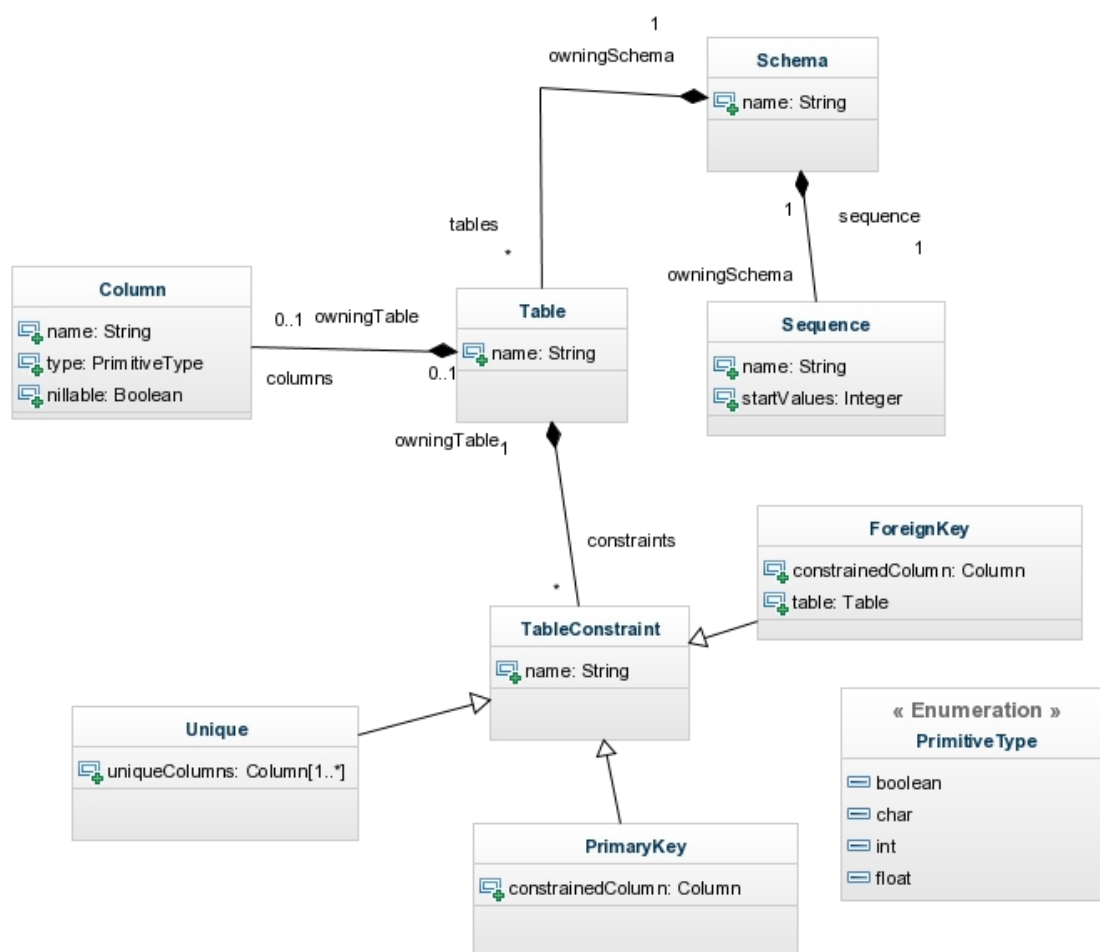 1
owningSchema
Schema
name: String
tables
*
1
sequence
1
owningSchema
Column
name: String
type: PrimitiveType
nillable: Boolean
0..1
owningTable
columns
0..1
Table
name: String
Sequence
name: String
startValues: Integer
owningTable
1
constraints
*
ForeignKey
constrainedColumn: Column
table: Table
TableConstraint
name: String
Unique
uniqueColumns: Column[1..*]
« Enumeration »
PrimitiveType
boolean
char
int
float
PrimaryKey
constrainedColumn: Column